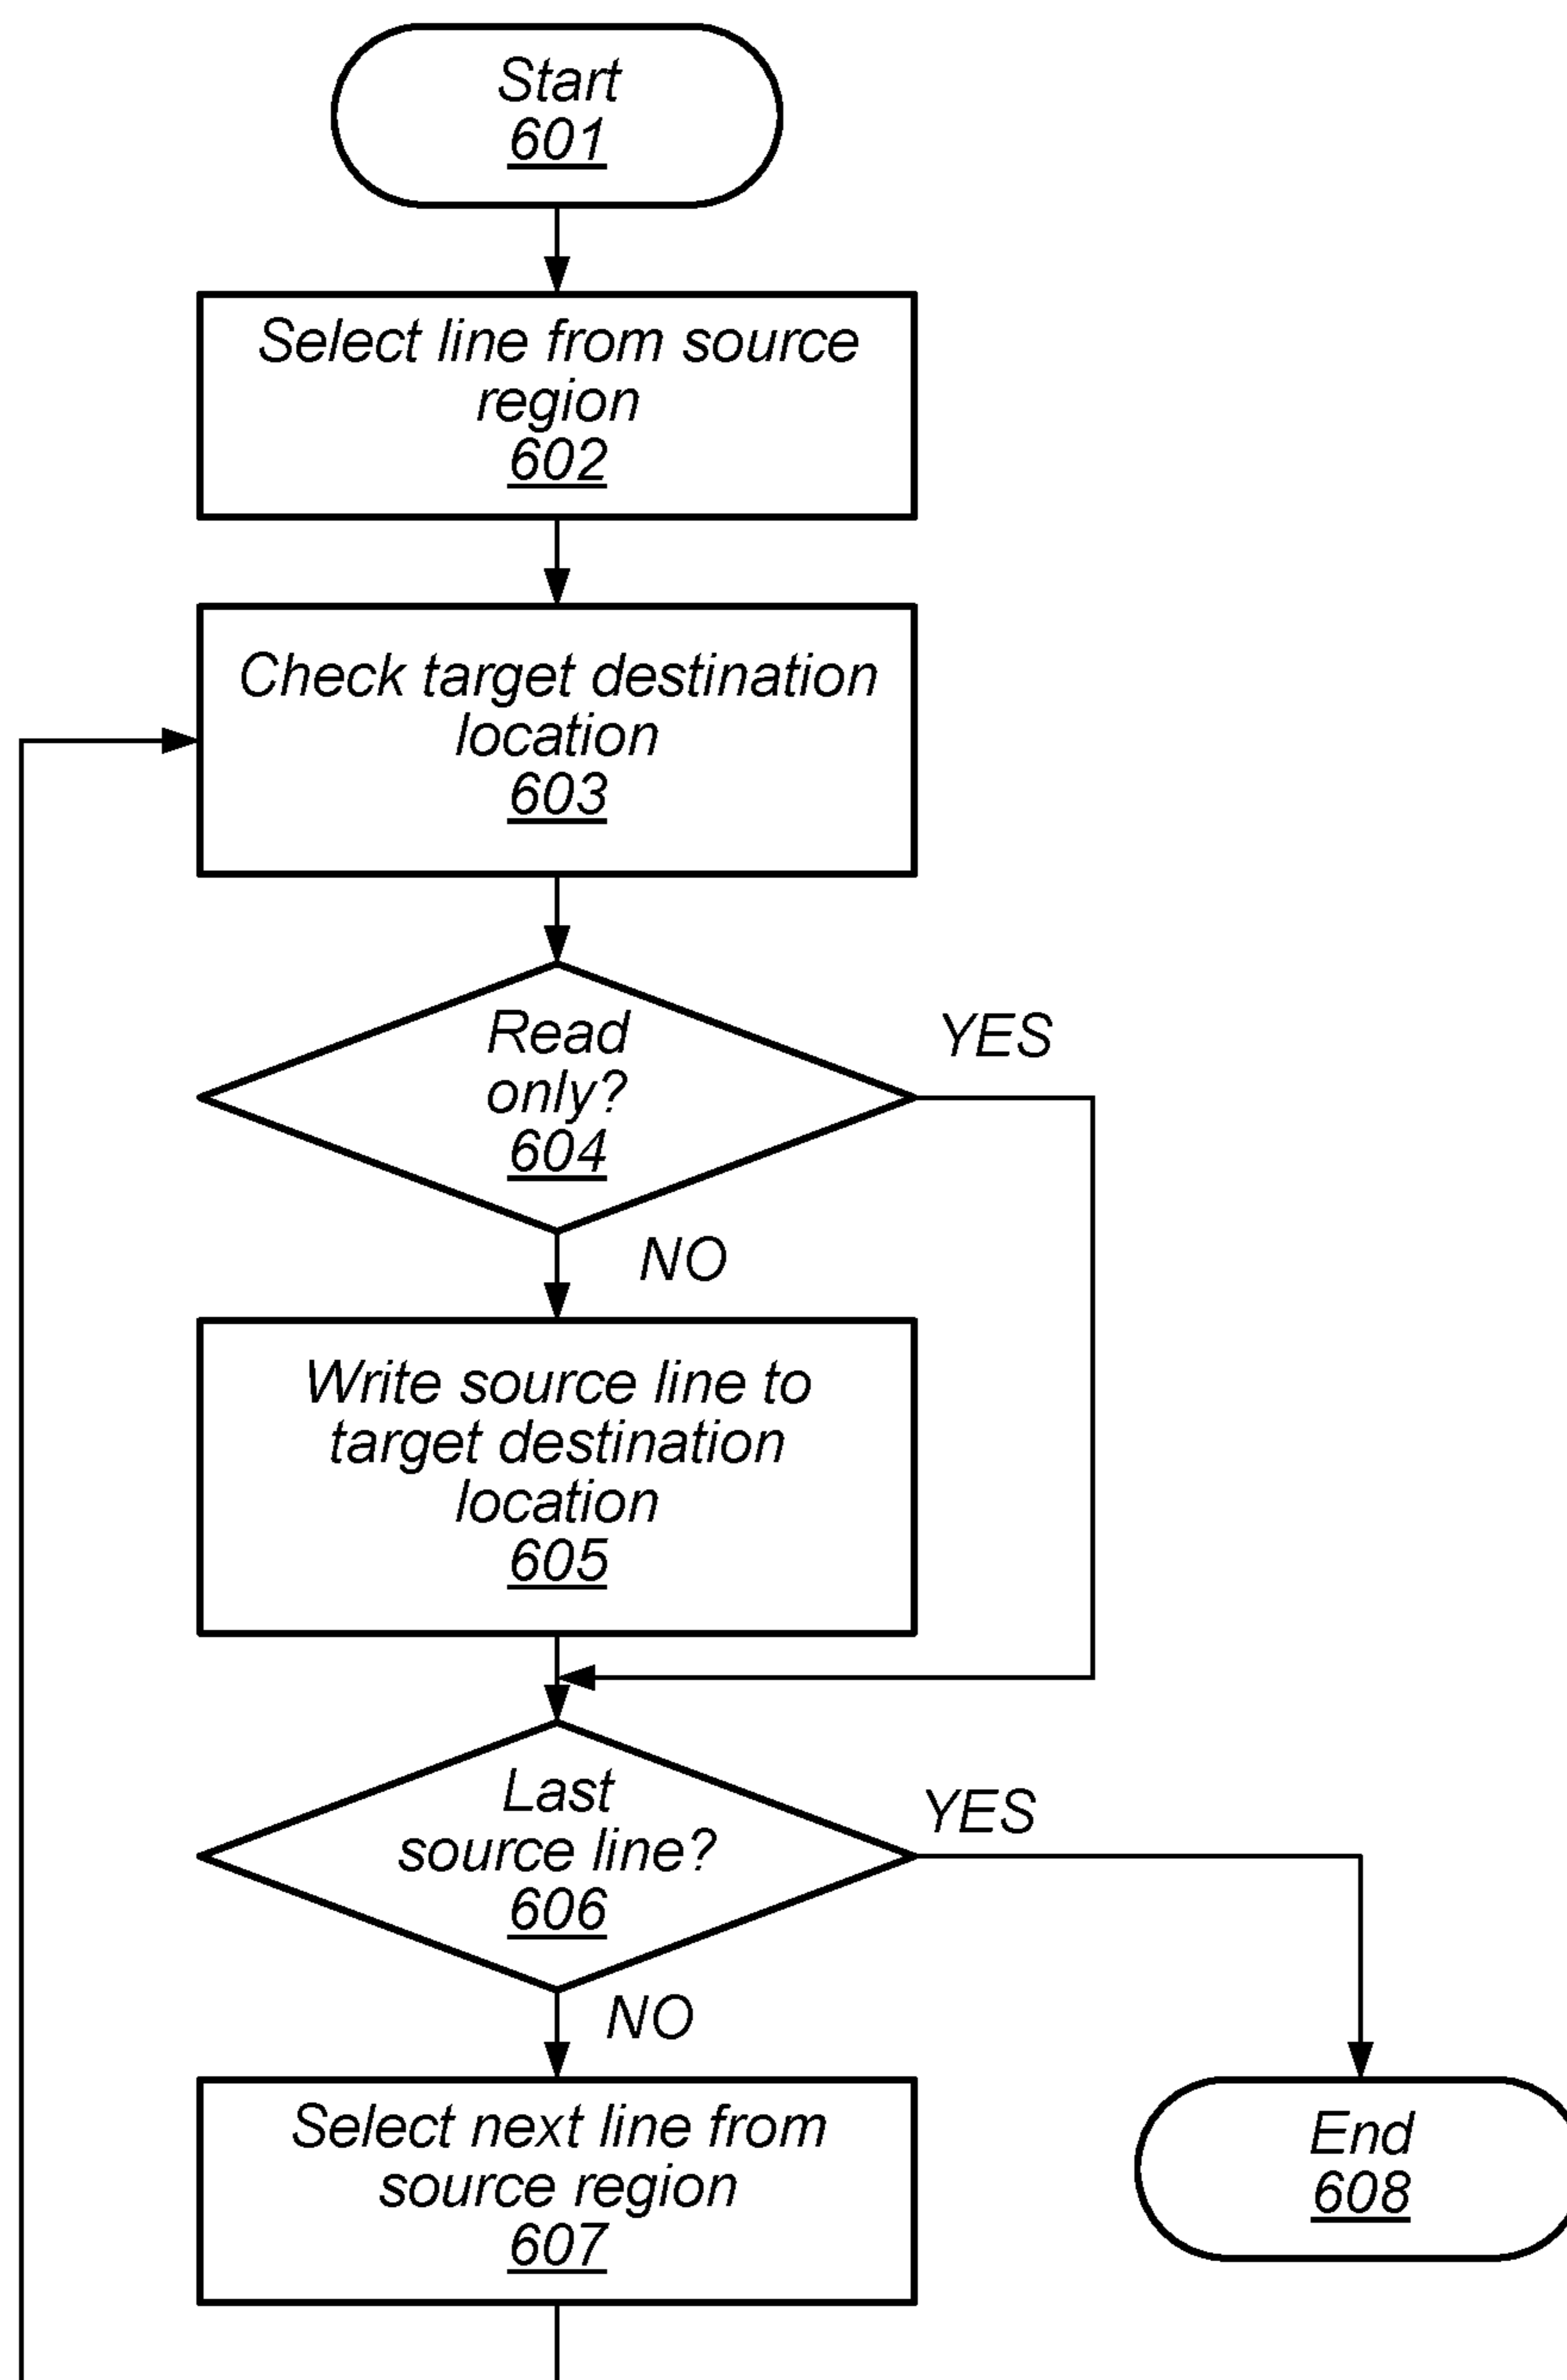 Start
601
Select line from source
region
602
Check target destination
location
603
Read
only?
604
YES
NO
Write source line to
target destination
location
605
Last
source line?
606
YES
NO
Select next line from
source region
607
End
608